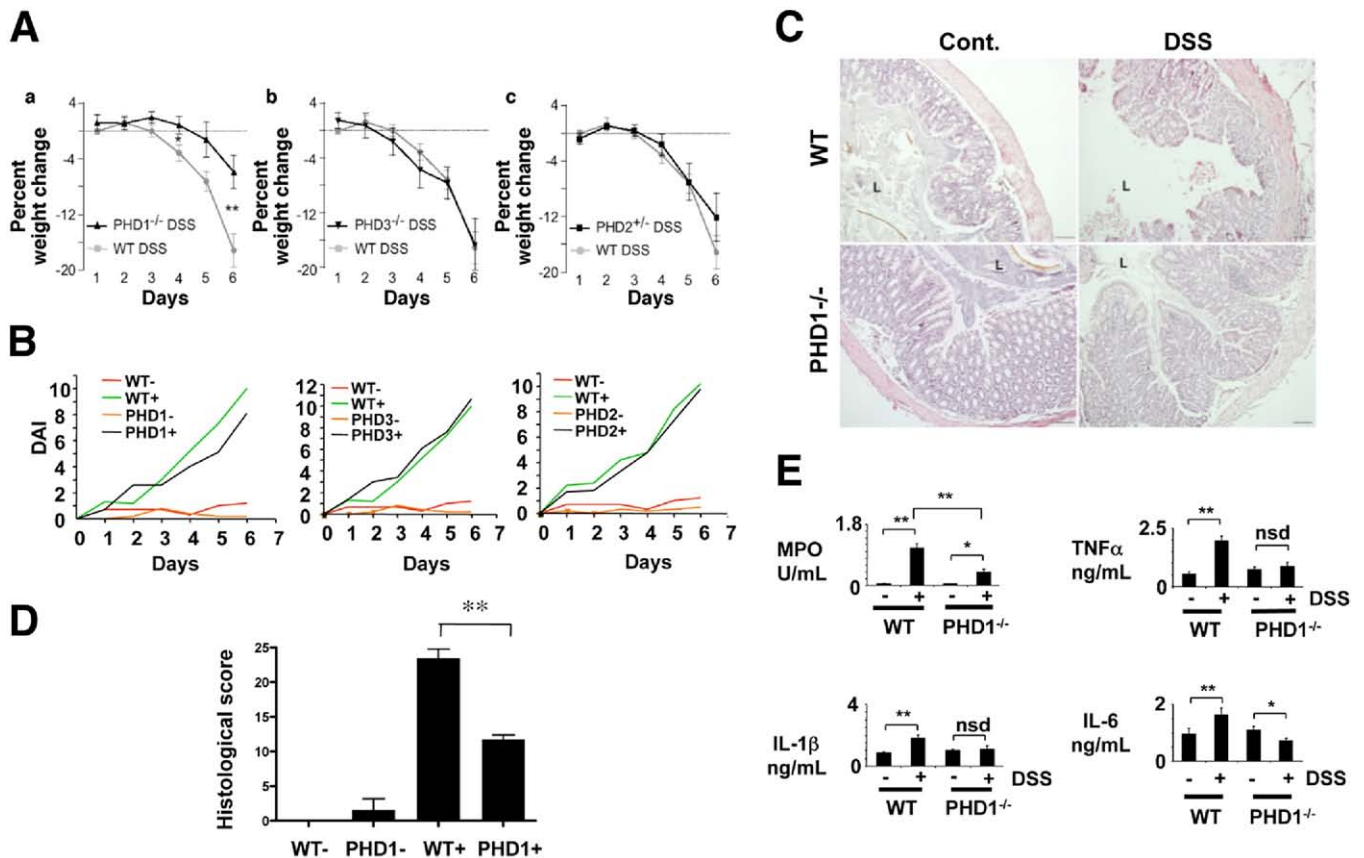 A
a
b
c
4
-4
-12
-20
Percent
weight change
*
**
PHD1-/- DSS
WT DSS
1 2 3 4 5 6
Days
4
-4
-12
-20
Percent
weight change
PHD3-/- DSS
WT DSS
1 2 3 4 5 6
Days
4
-4
-12
-20
Percent
weight change
PHD2+/- DSS
WT DSS
1 2 3 4 5 6
Days
B
DAI
10
8
6
4
2
0
WT-
WT+
PHD1-
PHD1+
0 1 2 3 4 5 6 7
Days
12
10
8
6
4
2
0
WT-
WT+
PHD3-
PHD3+
0 1 2 3 4 5 6 7
Days
10
8
6
4
2
0
WT-
WT+
PHD2-
PHD2+
0 1 2 3 4 5 6 7
Days
C
Cont. DSS
WT
PHD1-/-
L
L
L
L
D
Histological score
25
20
15
10
5
0
**
WT- PHD1- WT+ PHD1+
E
MPO
U/mL
1.8
0
**
**
*
- + - +
WT PHD1-/-
TNFα
ng/mL
2.5
0
**
nsd
- + - + DSS
WT PHD1-/-
IL-1β
ng/mL
4
0
**
nsd
- + - + DSS
WT PHD1-/-
IL-6
ng/mL
2
0
**
*
- + - + DSS
WT PHD1-/-